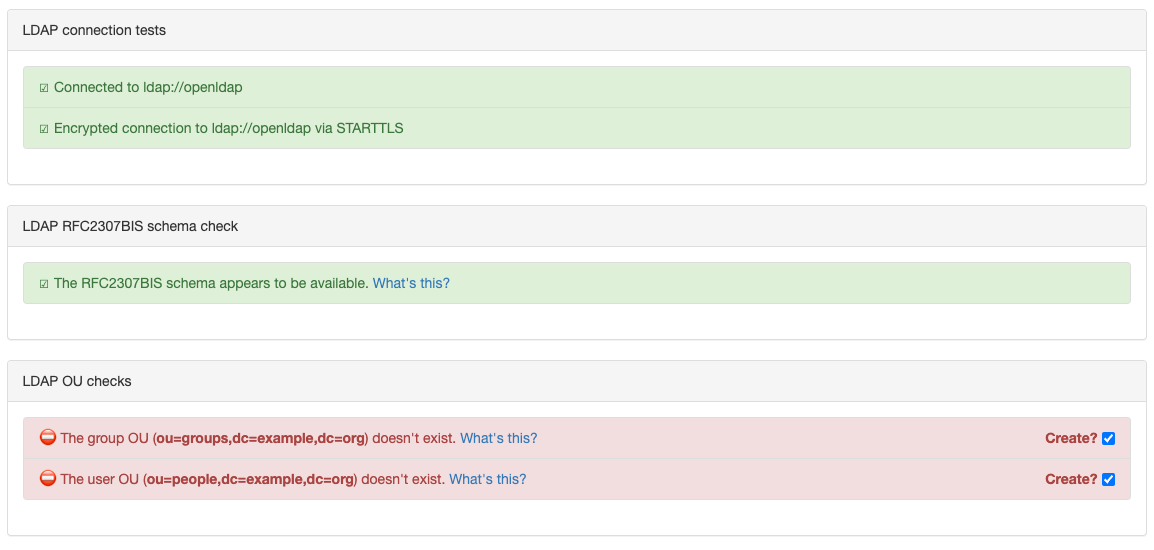 LDAP connection tests
☑ Connected to ldap://openldap
☑ Encrypted connection to ldap://openldap via STARTTLS
LDAP RFC2307BIS schema check
☑ The RFC2307BIS schema appears to be available. What's this?
LDAP OU checks
The group OU (ou=groups,dc=example,dc=org) doesn't exist. What's this? Create?
The user OU (ou=people,dc=example,dc=org) doesn't exist. What's this? Create?